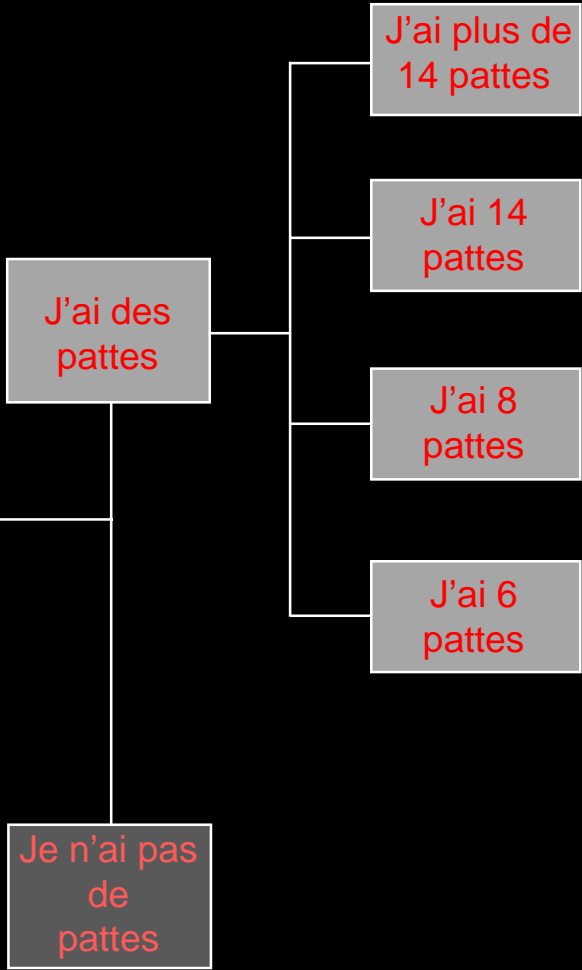 J’ai plus de
14 pattes
J’ai 14
pattes
J’ai des
pattes
J’ai 8
pattes
J’ai 6
pattes
Je n’ai pas
de
pattes